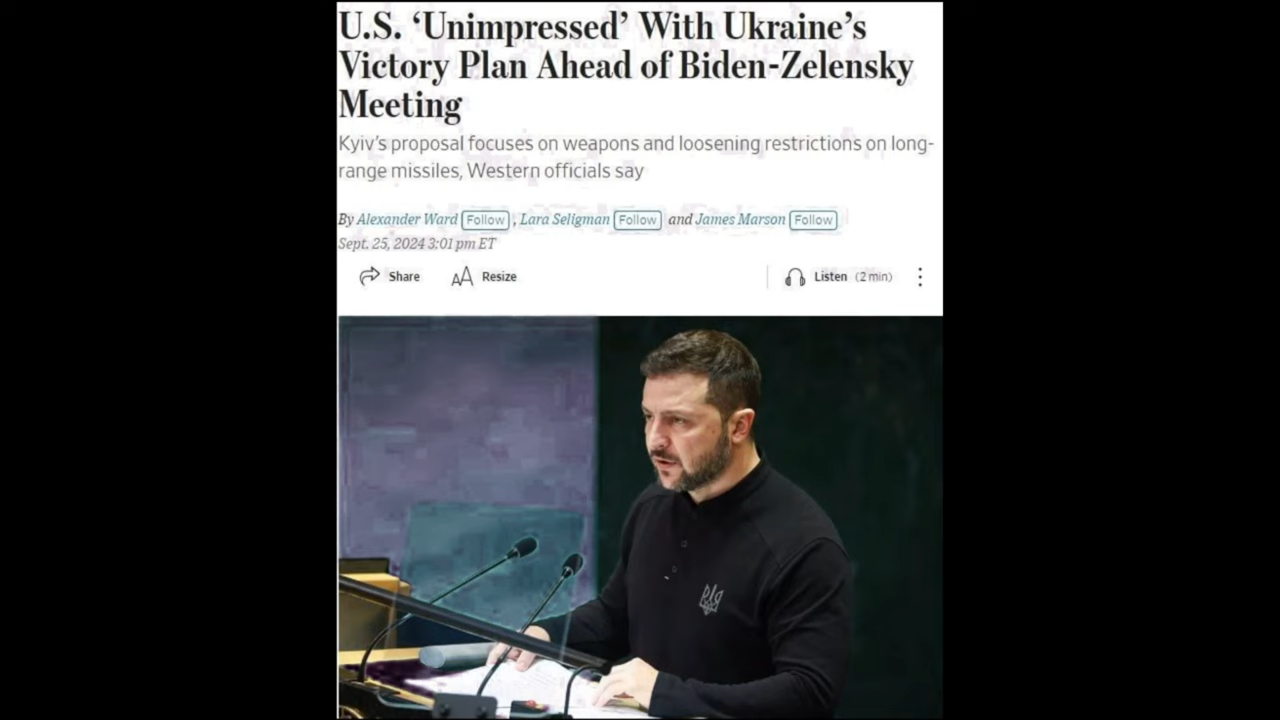 U.S. ‘Unimpressed’ With Ukraine’s
Victory Plan Ahead of Biden-Zelensky
Meeting
Kyiv’s proposal focuses on weapons and loosening restrictions on long-
range missiles, Western officials say
By Alexander Ward Follow , Lara Seligman Follow and James Marson Follow
Sept. 25, 2024 3:01 pm ET
Share AA Resize Listen (2 min)